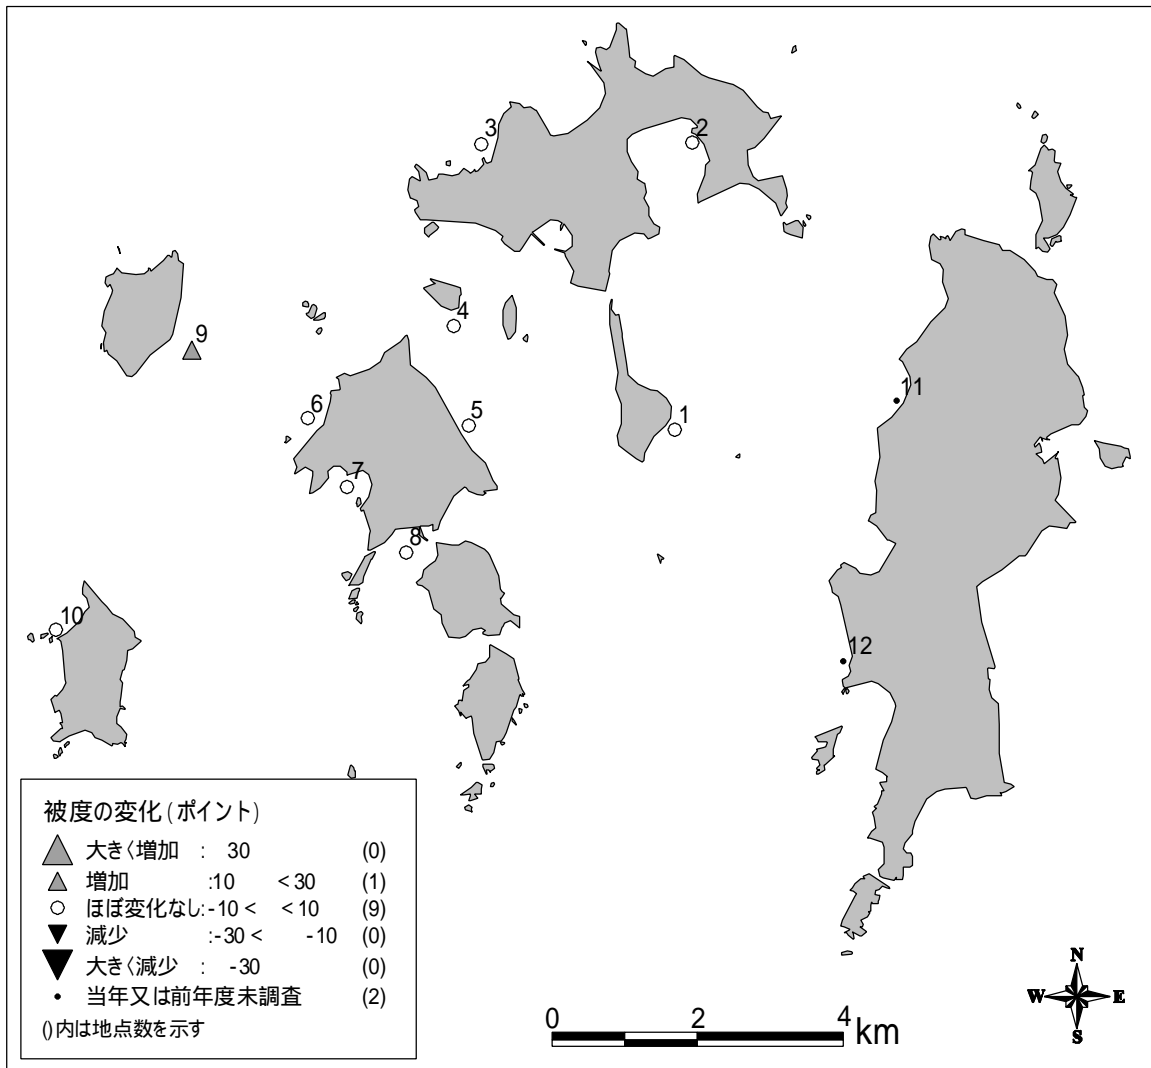 3
2
9
4
11
6
5
1
7
8
10
12
被度の変化(ポイント)
大きく増加 : 30 (0)
増加 :10 <30 (1)
ほぼ変化なし:-10 < <10 (9)
減少 :-30 < -10 (0)
大きく減少 : -30 (0)
当年又は前年度未調査 (2)
()内は地点数を示す
0 2 4 km
N
W E
S